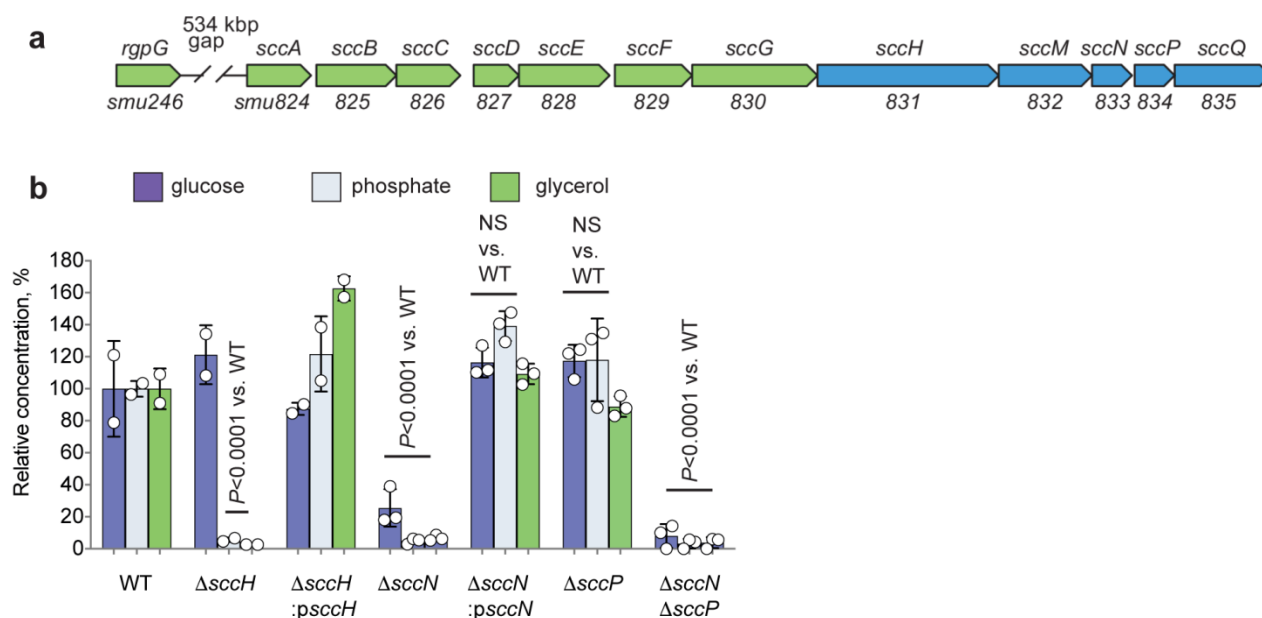 a
534 kbp
gap
rgpG sccA sccB sccC sccD sccE sccF sccG sccH sccM sccN sccP sccQ
smu246 smu824 825 826 827 828 829 830 831 832 833 834 835
b
glucose phosphate glycerol
Relative concentration, %
180
160
140
120
100
80
60
40
20
0
P<0.0001 vs. WT
P<0.0001 vs. WT
NS
vs.
WT
NS
vs.
WT
P<0.0001 vs. WT
WT ΔsccH ΔsccH ΔsccN ΔsccN ΔsccP ΔsccN
:psccH :psccN ΔsccP